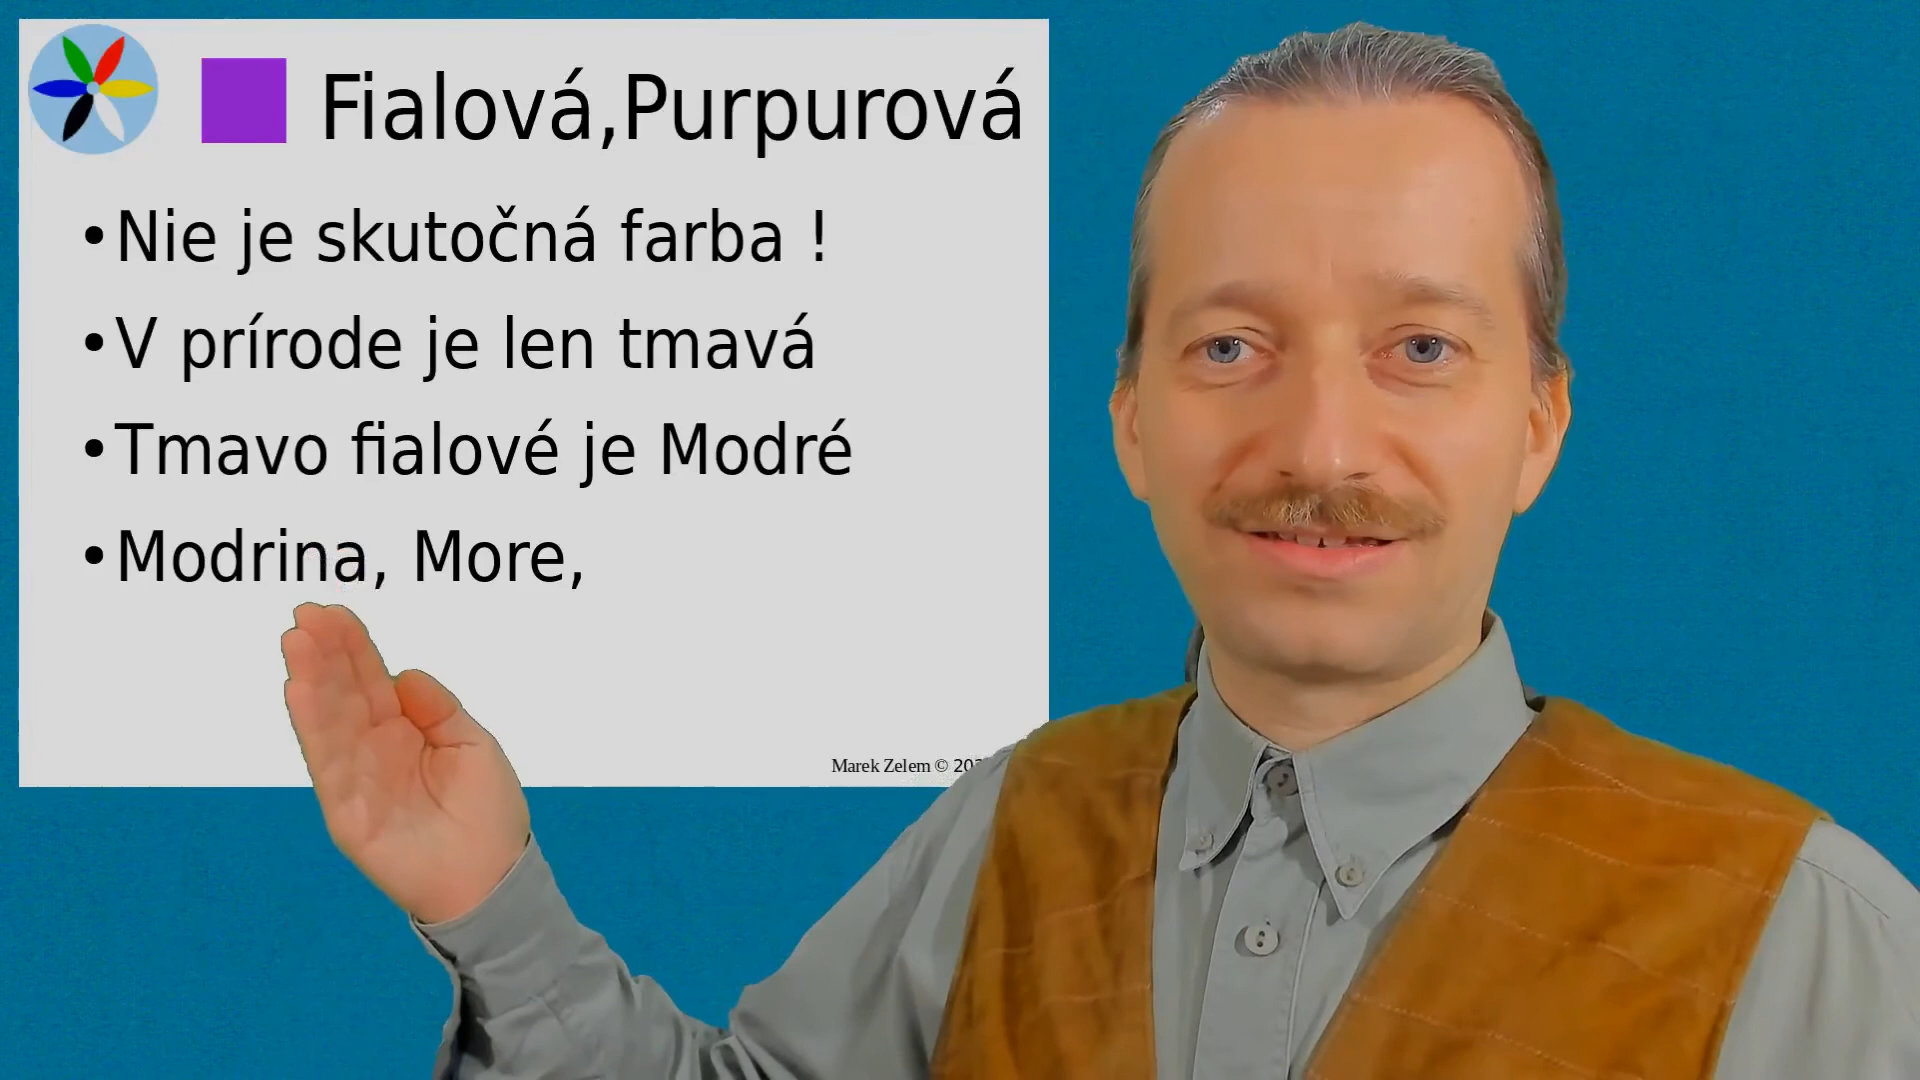 Fialová,Purpurová
•Nie je skutočná farba !
•V prírode je len tmavá
•Tmavo fialové je Modré
•Modrina, More,
Marek Zelem ©